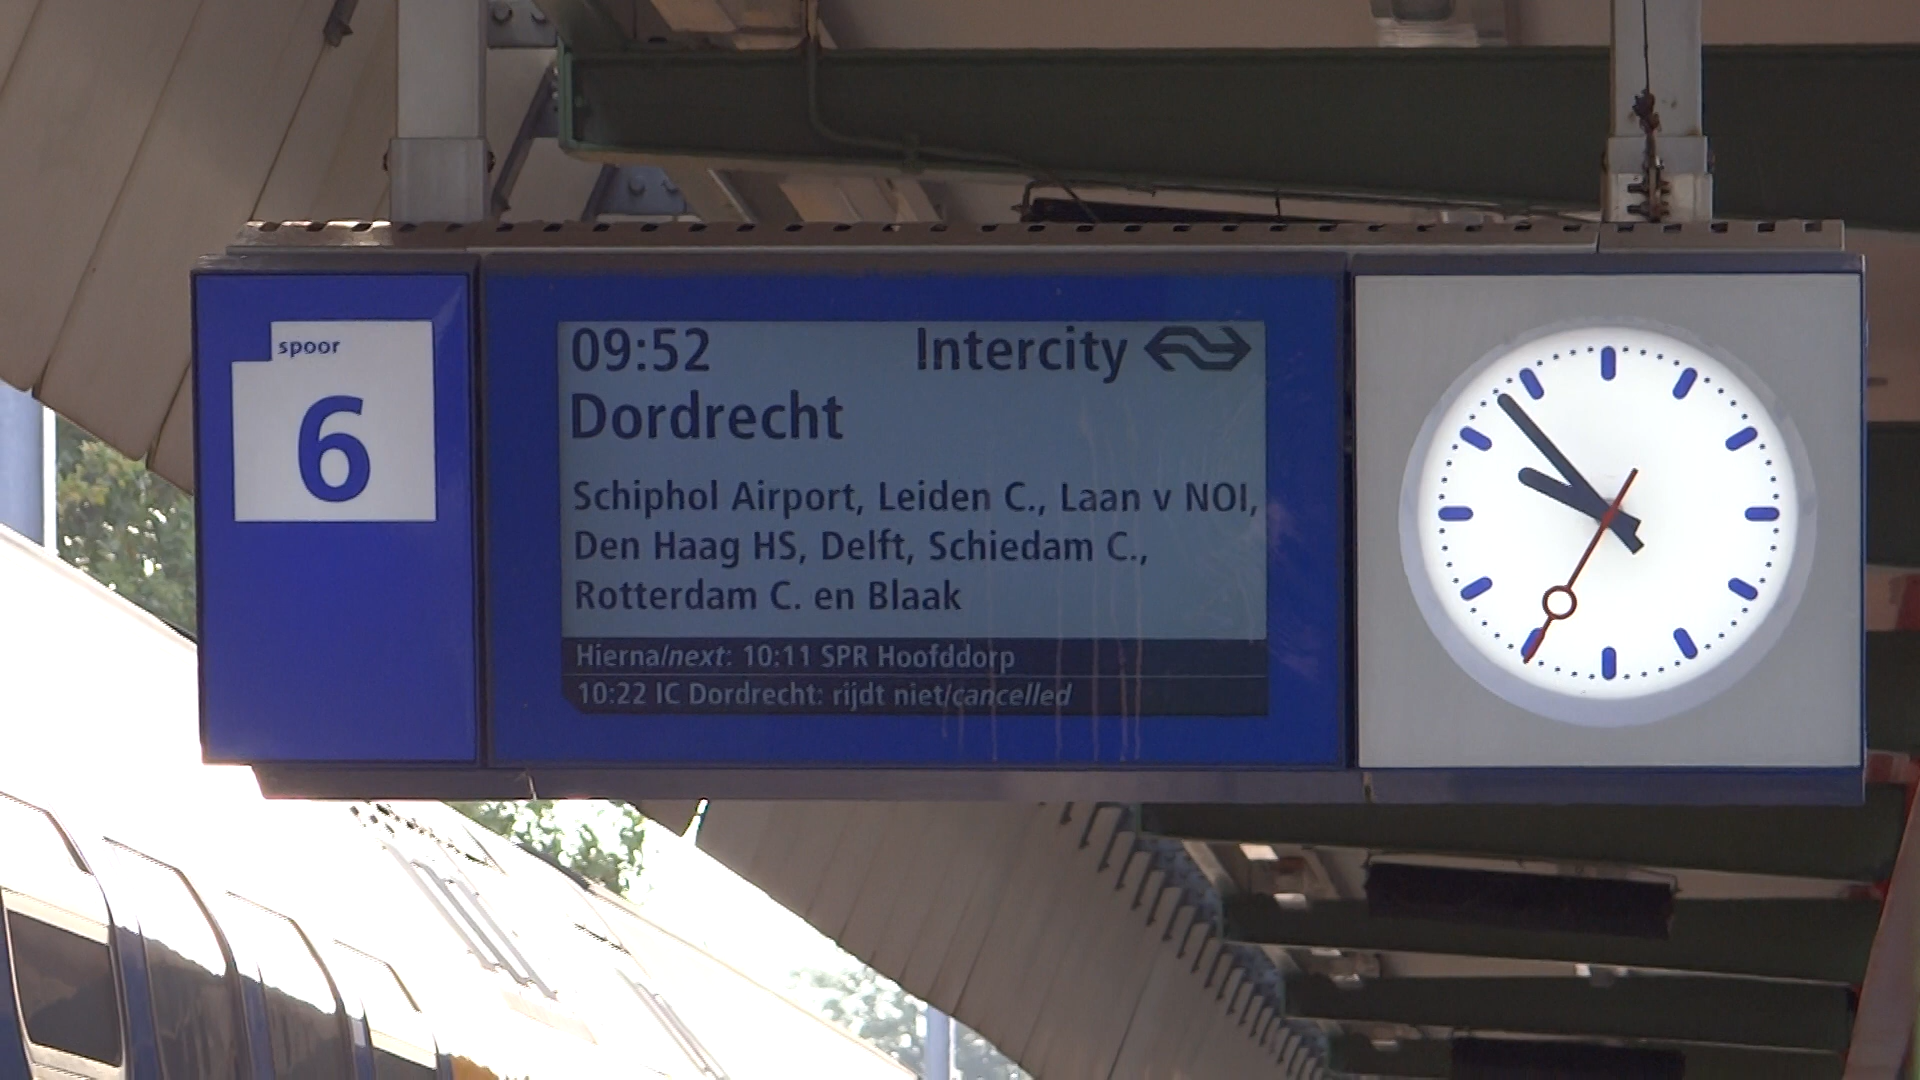 spoor
6
09:52 Intercity
Dordrecht
Schiphol Airport, Leiden C., Laan v NOI,
Den Haag HS, Delft, Schiedam C.,
Rotterdam C. en Blaak
Hierna/next: 10:11 SPR Hoofddorp
10:22 IC Dordrecht: rijdt niet/cancelled